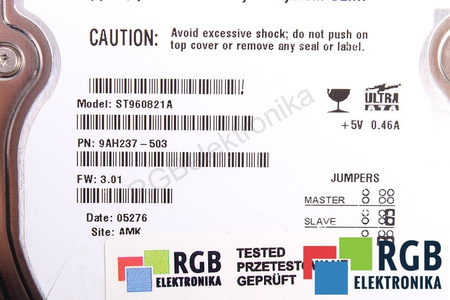 CAUTION: Avoid excessive shock; do not push on
top cover or remove any seal or label.
Model: ST960821A
ULTRA
ATA
+5V 0.46A
PN: 9AH237-503
FW: 3.01
JUMPERS
MASTER
SLAVE
Date: 05276
Site: AMK
RGBelektronika
RGB
ELEKTRONIKA
TESTED
GEPRÜFT
RGB
ELEKTRONIKA